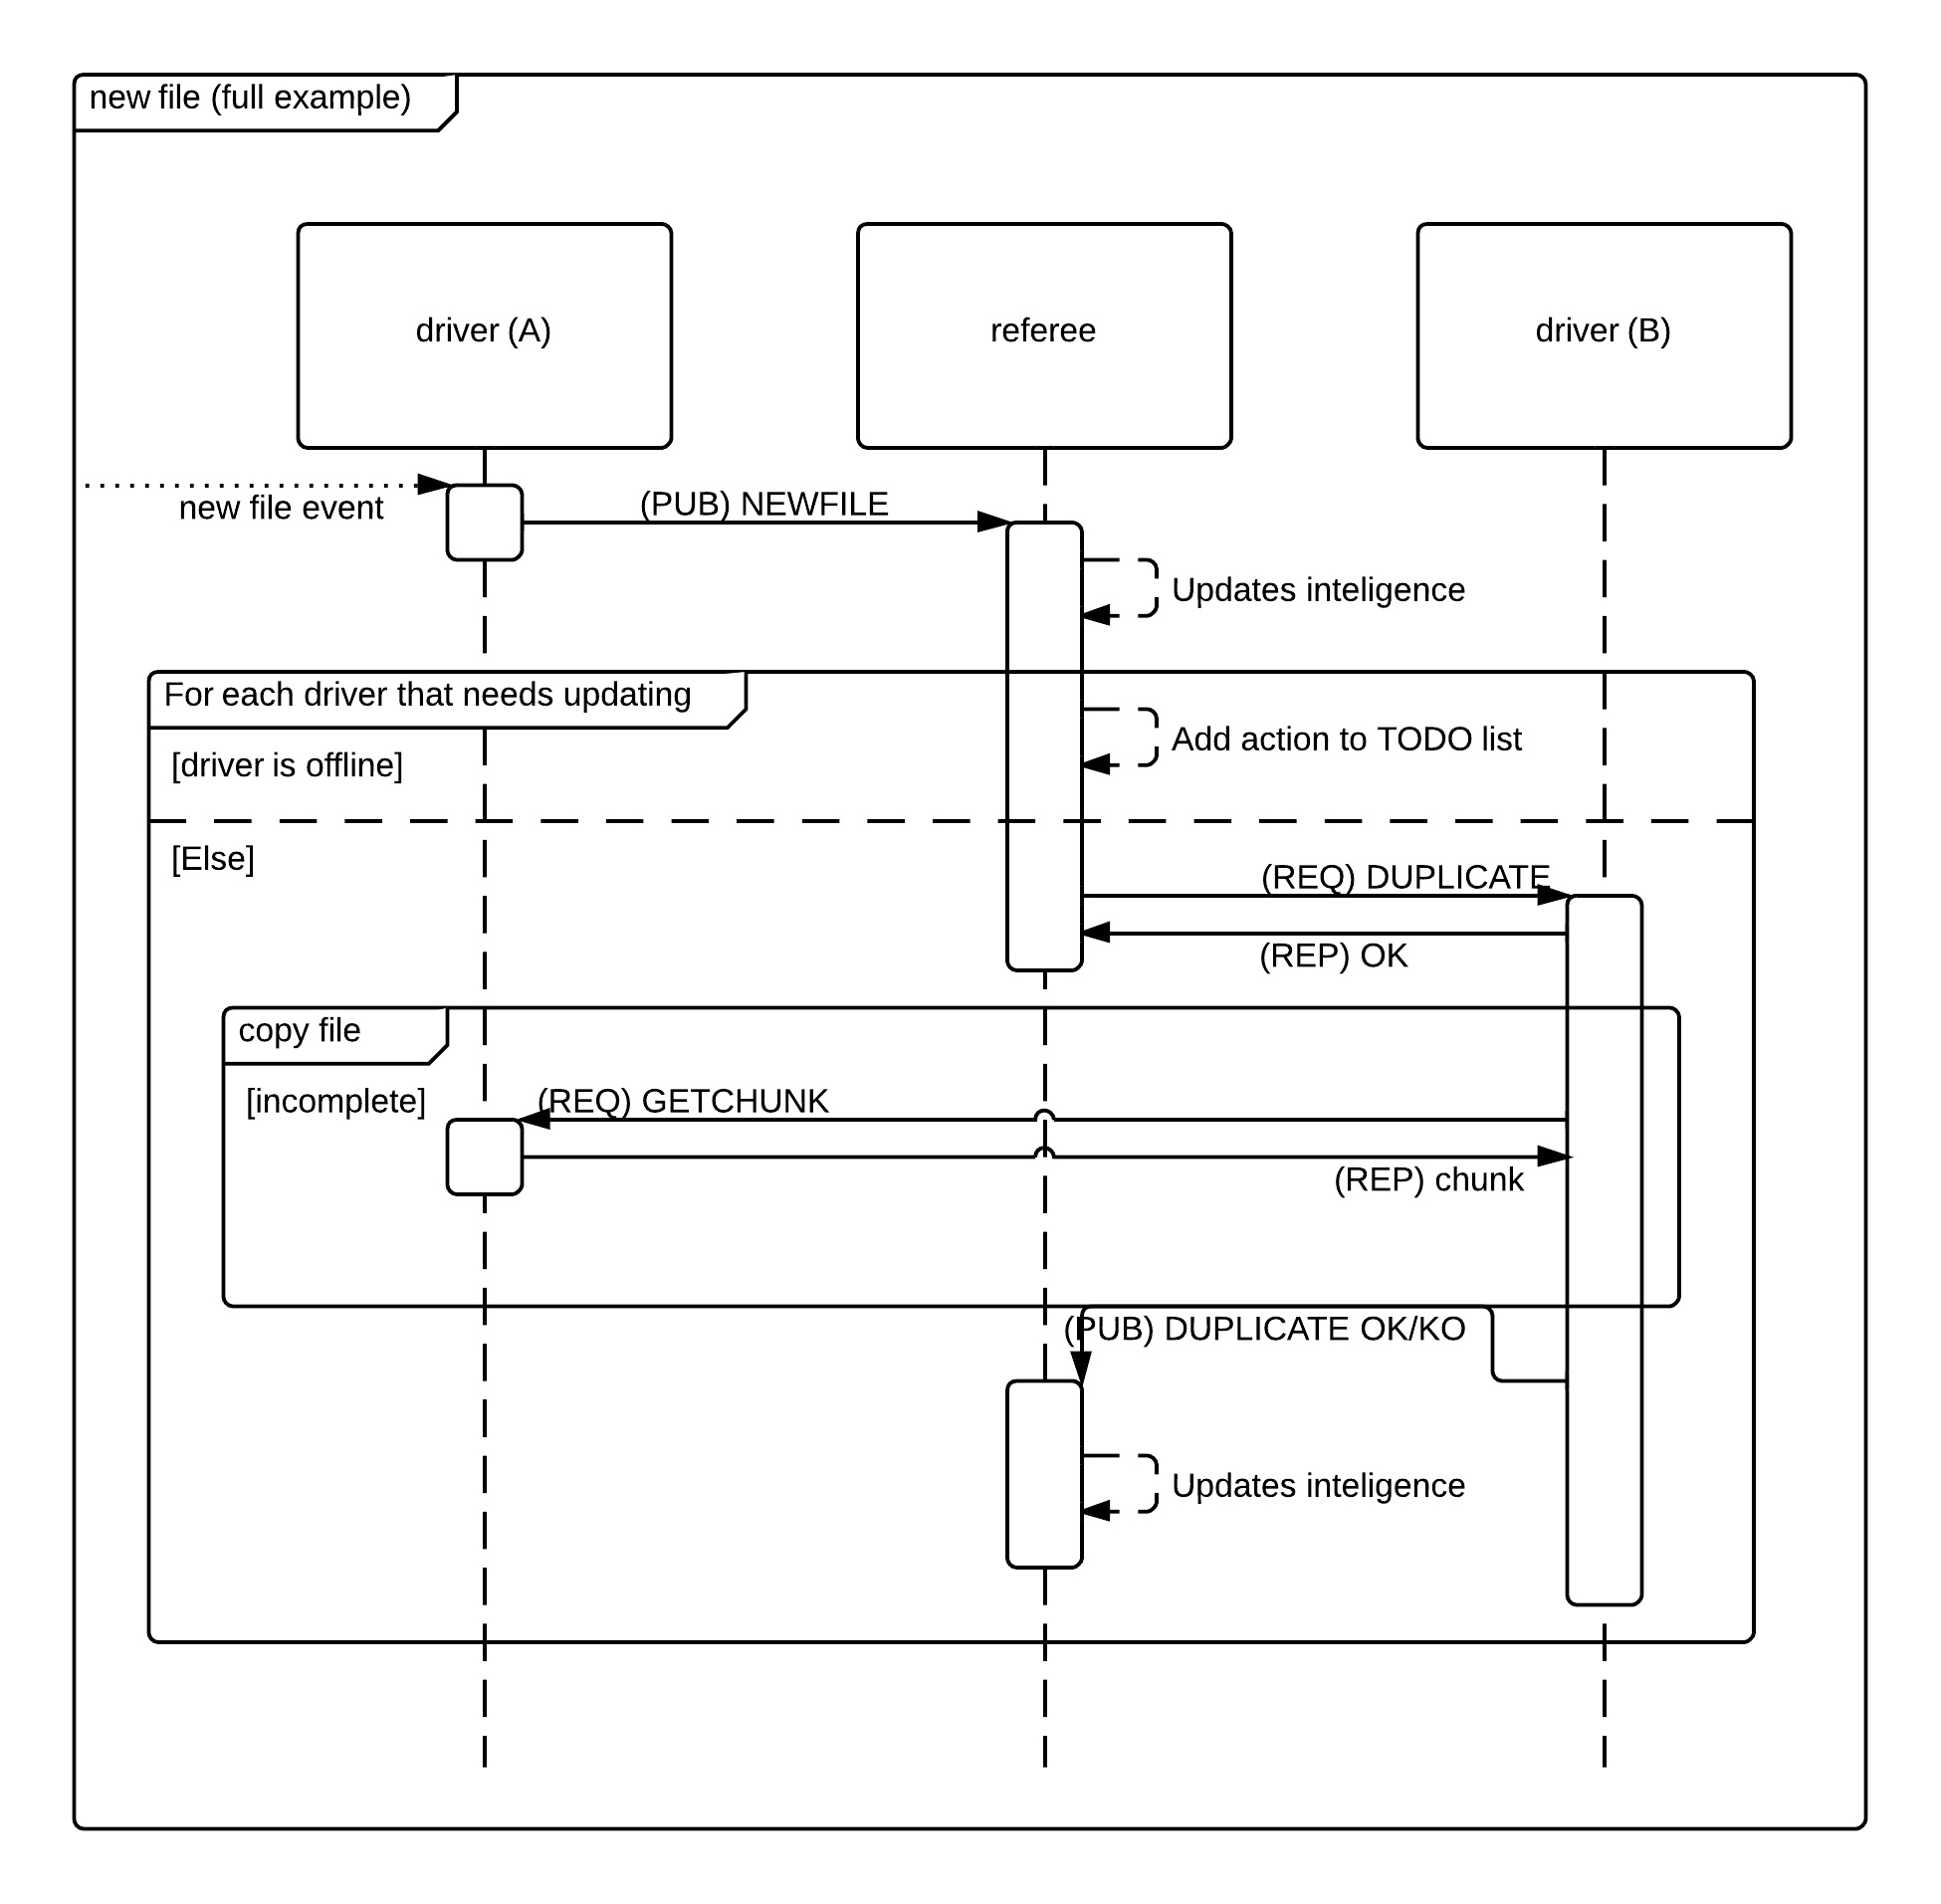 new file (full example)
driver (A)
referee
driver (B)
new file event
(PUB) NEWFILE
Updates inteligence
For each driver that needs updating
Add action to TODO list
[driver is offline]
[Else]
(REQ) DUPLICATE
(REP) OK
copy file
[incomplete]
(REQ) GETCHUNK
(REP) chunk
(PUB) DUPLICATE OK/KO
Updates inteligence